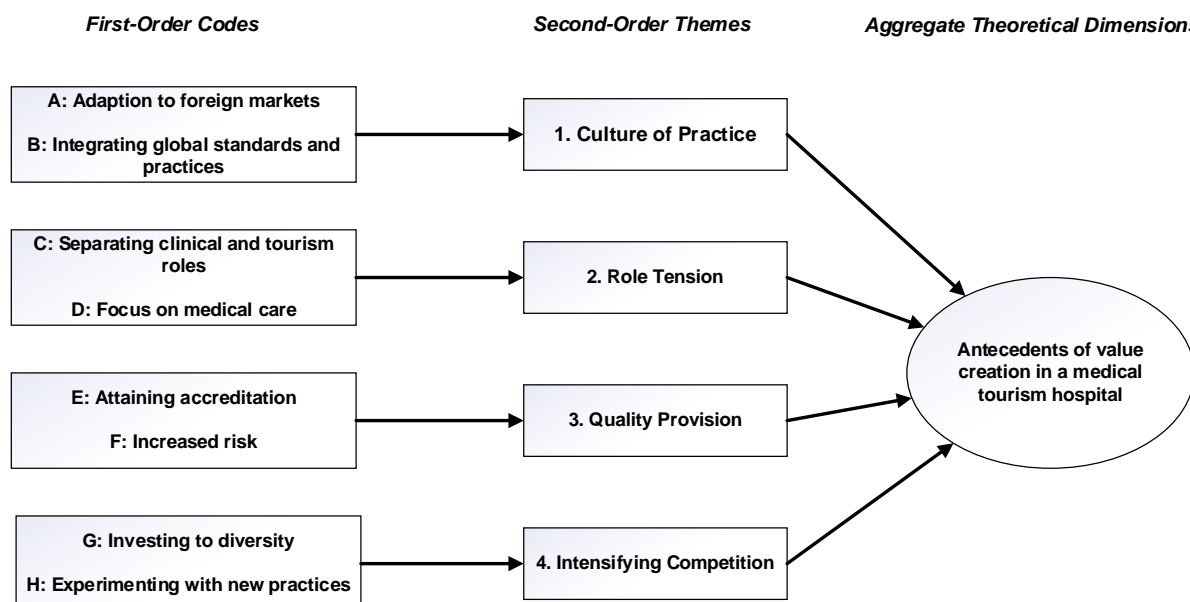 First-Order Codes
Second-Order Themes
Aggregate Theoretical Dimensions
A: Adaption to foreign markets
B: Integrating global standards and
practices
1. Culture of Practice
C: Separating clinical and tourism
roles
D: Focus on medical care
2. Role Tension
E: Attaining accreditation
F: Increased risk
3. Quality Provision
G: Investing to diversity
H: Experimenting with new practices
4. Intensifying Competition
Antecedents of value
creation in a medical
tourism hospital